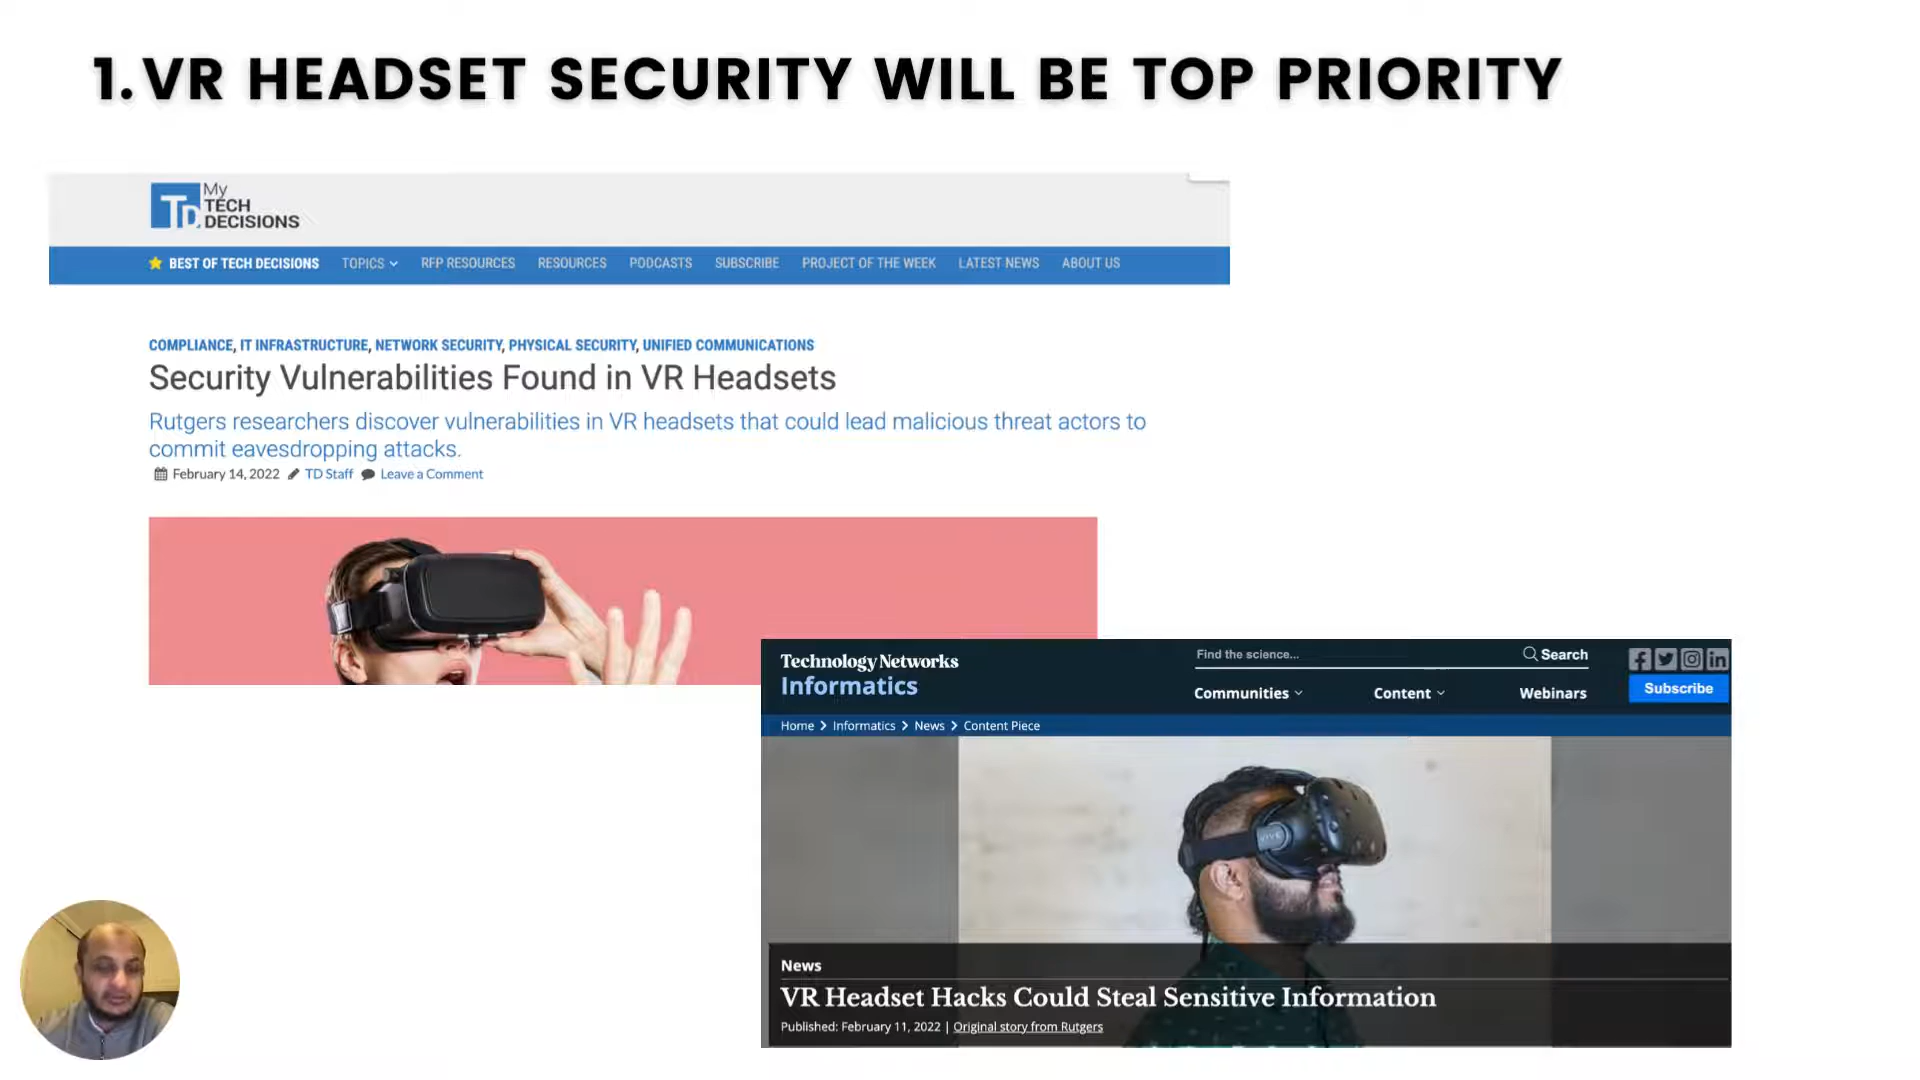 1. VR HEADSET SECURITY WILL BE TOP PRIORITY
TD
My
TECH
DECISIONS
BEST OF TECH DECISIONS TOPICS RFP RESOURCES RESOURCES PODCASTS SUBSCRIBE PROJECT OF THE WEEK LATEST NEWS ABOUT US
COMPLIANCE, IT INFRASTRUCTURE, NETWORK SECURITY, PHYSICAL SECURITY, UNIFIED COMMUNICATIONS
Security Vulnerabilities Found in VR Headsets
Rutgers researchers discover vulnerabilities in VR headsets that could lead malicious threat actors to
commit eavesdropping attacks.
February 14, 2022 TD Staff Leave a Comment
Technology Networks
Informatics
Find the science... Search
Communities Content Webinars
Subscribe
Home > Informatics > News > Content Piece
VIVE
News
VR Headset Hacks Could Steal Sensitive Information
Published: February 11, 2022 | Original story from Rutgers